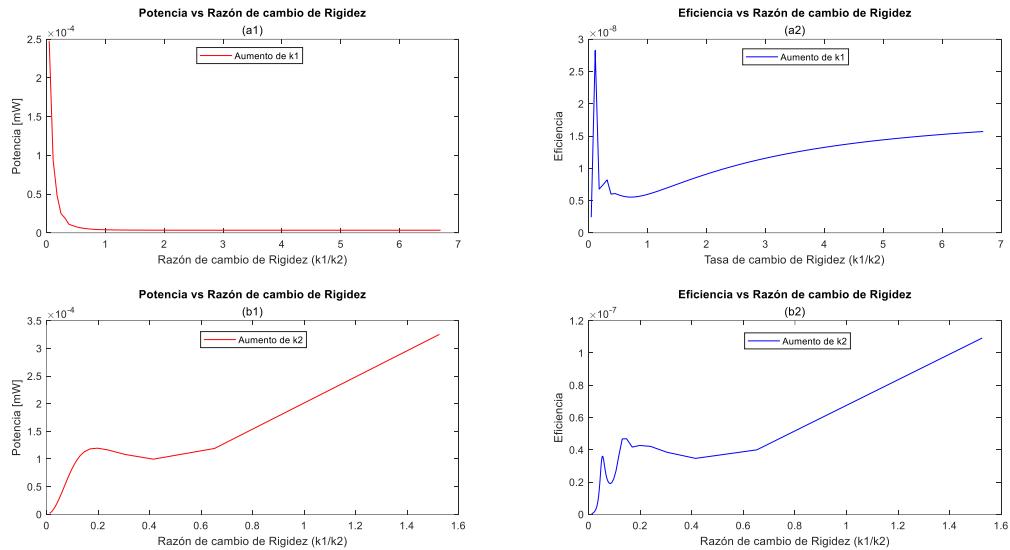 Potencia vs Razón de cambio de Rigidez
(a1)
×10⁻⁴
2.5
2
1.5
1
0.5
0
Potencia [mW]
Aumento de k1
0 1 2 3 4 5 6 7
Razón de cambio de Rigidez (k1/k2)
Eficiencia vs Razón de cambio de Rigidez
(a2)
×10⁻⁸
3
2.5
2
1.5
1
0.5
0
Eficiencia
Aumento de k1
0 1 2 3 4 5 6 7
Tasa de cambio de Rigidez (k1/k2)
Potencia vs Razón de cambio de Rigidez
(b1)
×10⁻⁴
3.5
3
2.5
2
1.5
1
0.5
0
Potencia [mW]
Aumento de k2
0 0.2 0.4 0.6 0.8 1 1.2 1.4 1.6
Razón de cambio de Rigidez (k1/k2)
Eficiencia vs Razón de cambio de Rigidez
(b2)
×10⁻⁷
1.2
1
0.8
0.6
0.4
0.2
0
Eficiencia
Aumento de k2
0 0.2 0.4 0.6 0.8 1 1.2 1.4 1.6
Razón de cambio de Rigidez (k1/k2)